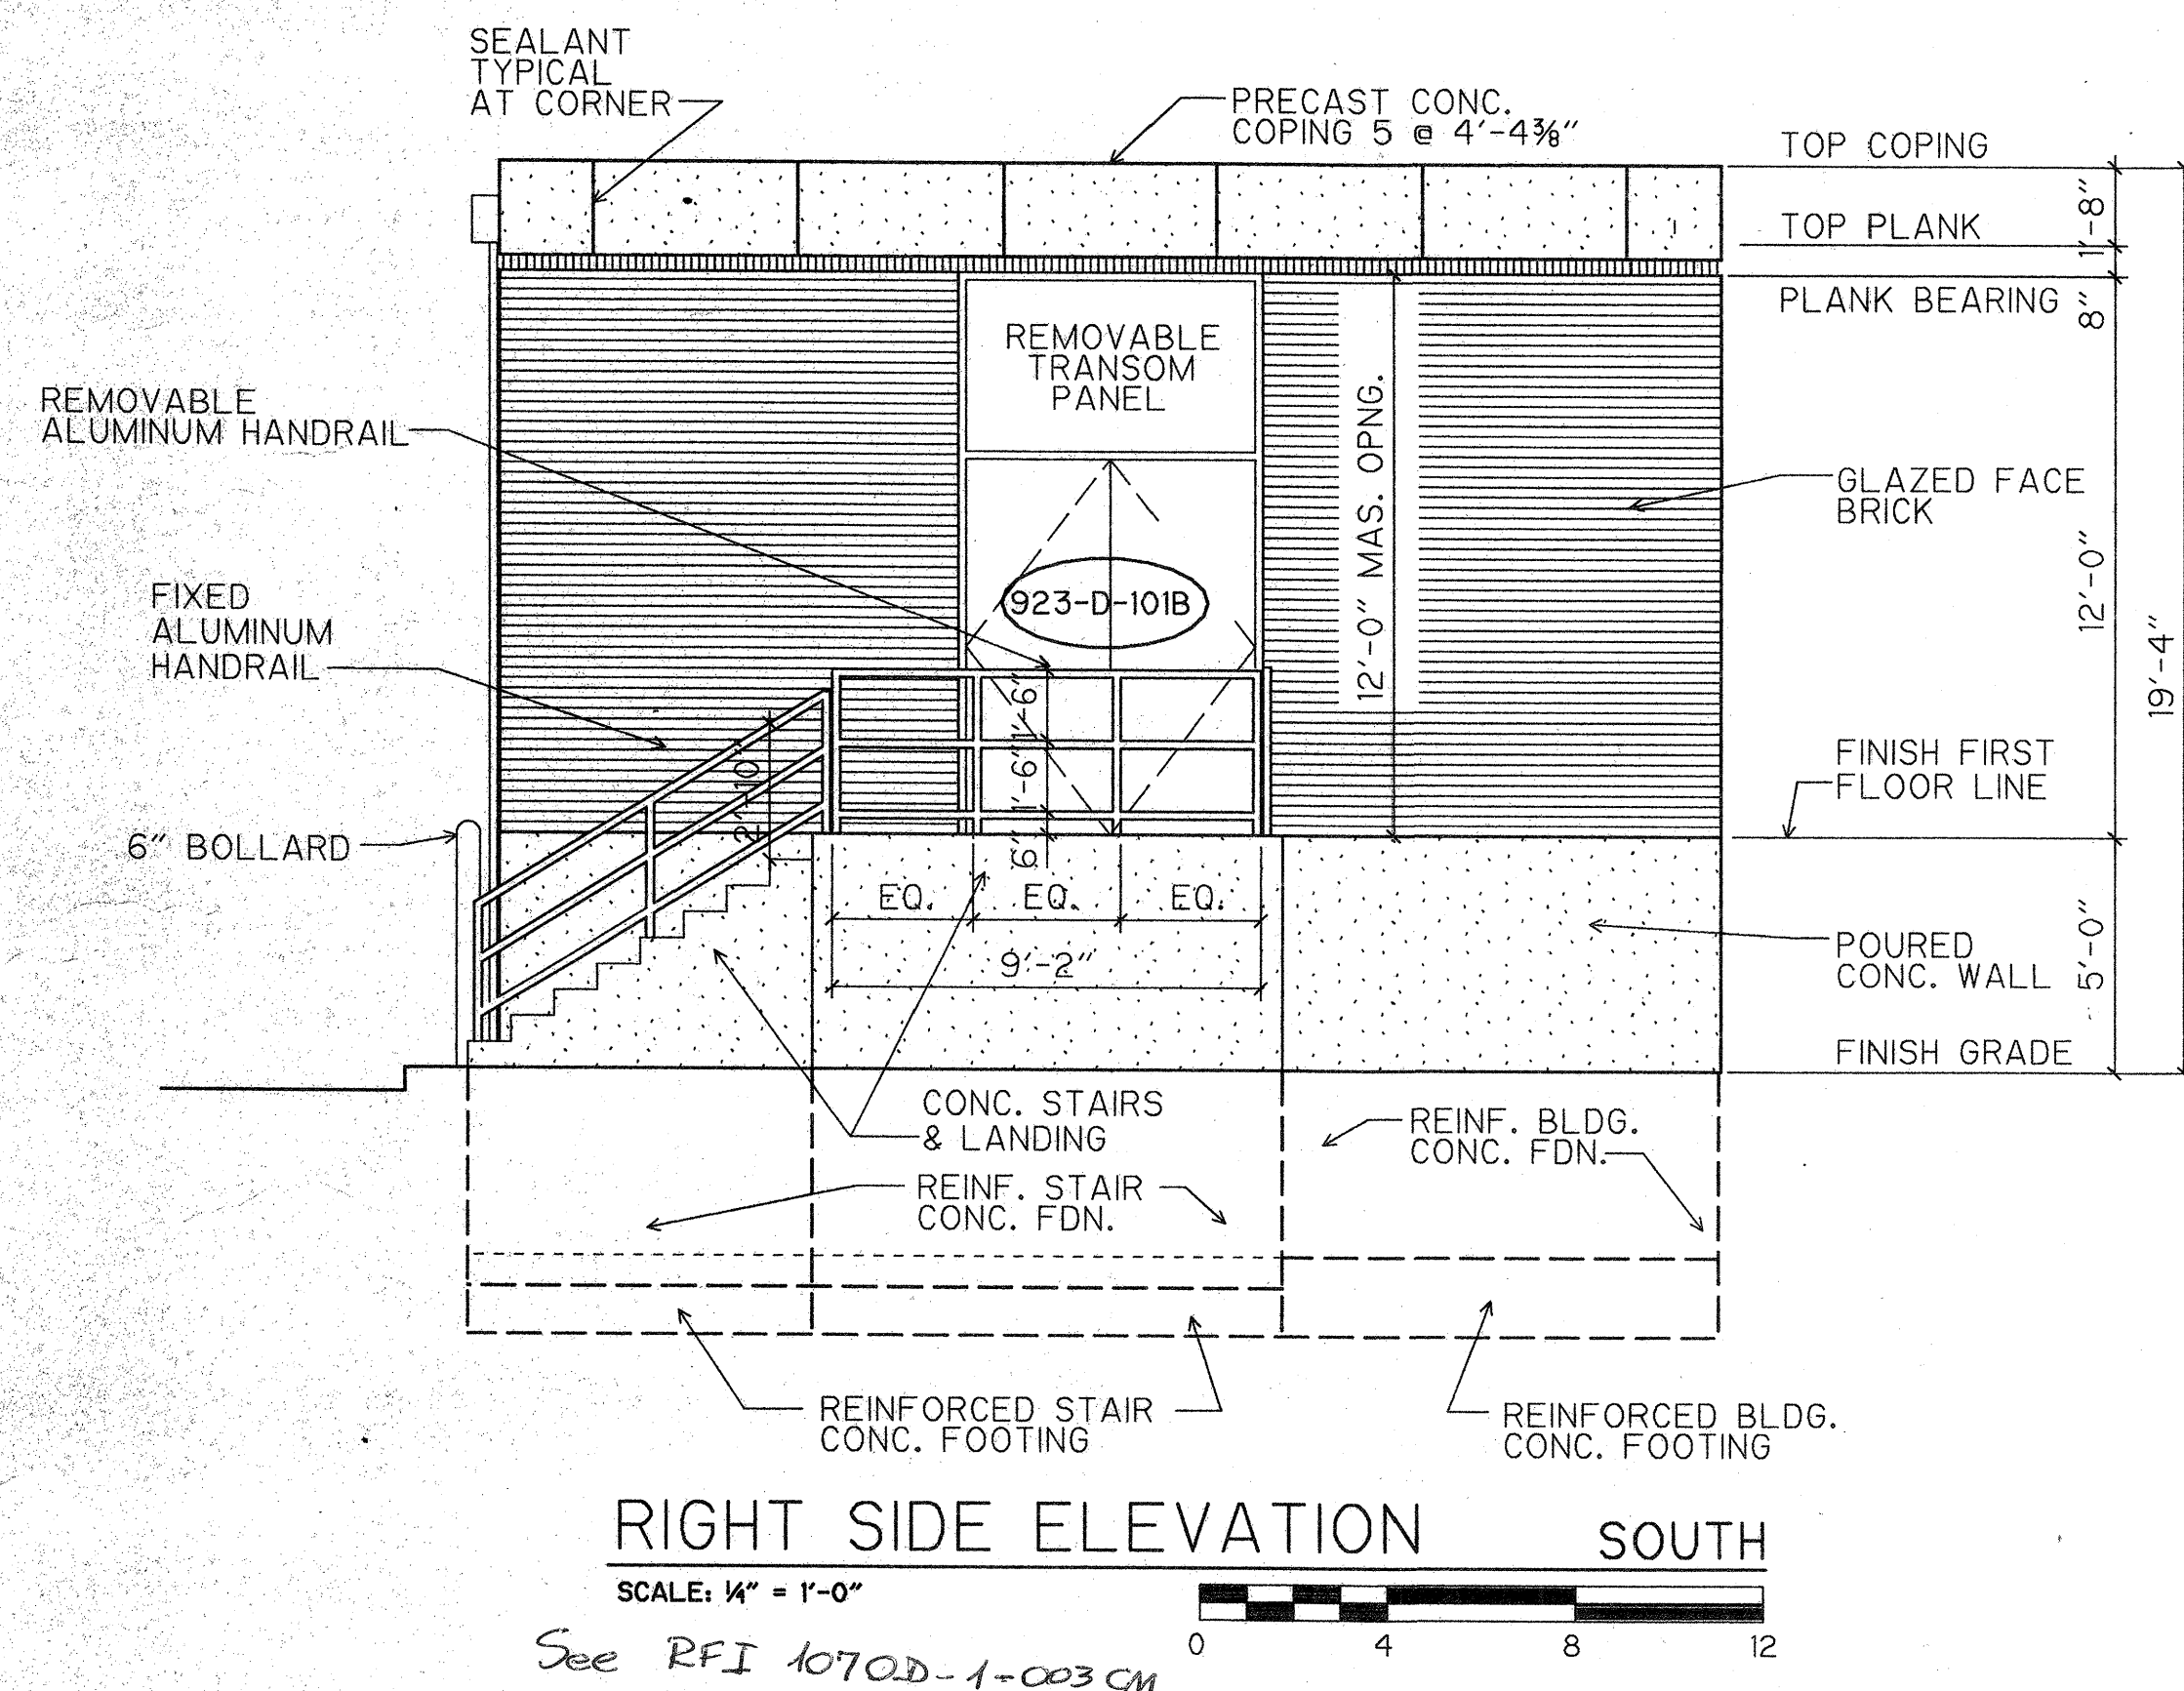 SEALANT
TYPICAL
AT CORNER
PRECAST CONC.
COPING 5 @ 4'-4⅜"
TOP COPING
1'-8"
TOP PLANK
PLANK BEARING
8"
REMOVABLE
TRANSOM
PANEL
REMOVABLE
ALUMINUM HANDRAIL
12'-0" MAS. OPNG.
GLAZED FACE
BRICK
12'-0"
19'-4"
923-D-101B
FIXED
ALUMINUM
HANDRAIL
1'-6"
1'-6"
6"
2'-10"
FINISH FIRST
FLOOR LINE
6" BOLLARD
EQ. EQ. EQ.
9'-2"
POURED
CONC. WALL
5'-0"
FINISH GRADE
CONC. STAIRS
& LANDING
REINF. BLDG.
CONC. FDN.
REINF. STAIR
CONC. FDN.
REINFORCED STAIR
CONC. FOOTING
REINFORCED BLDG.
CONC. FOOTING
RIGHT SIDE ELEVATION SOUTH
SCALE: ¼" = 1'-0"
0 4 8 12
See RFI 1070D-1-003 CM